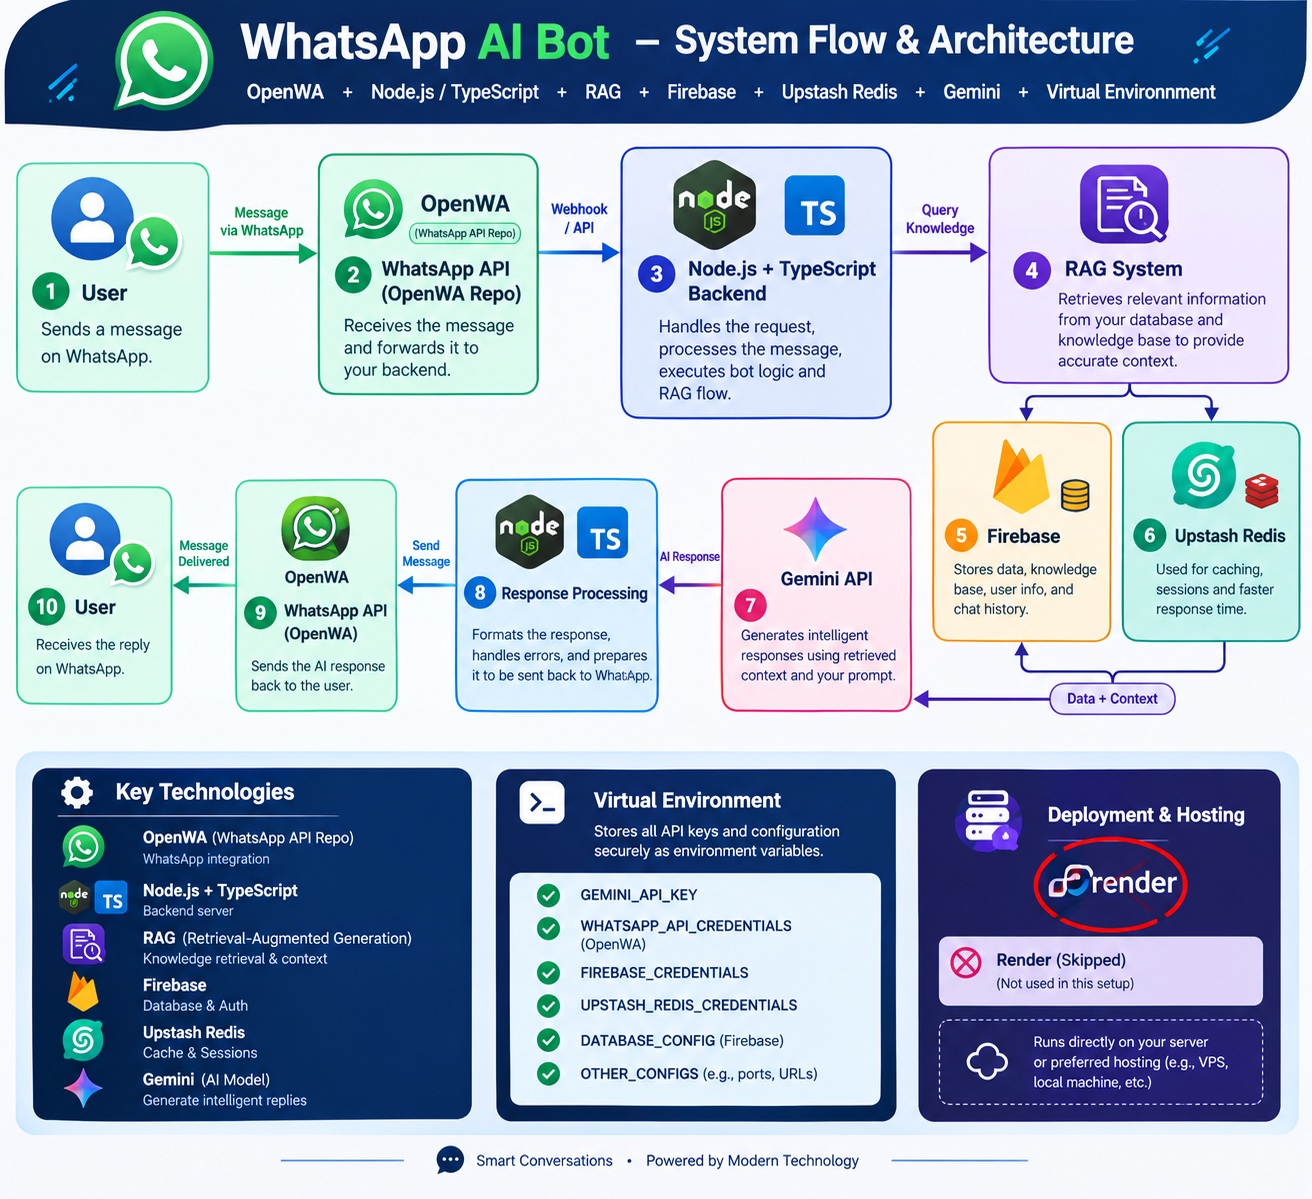 WhatsApp AI Bot – System Flow & Architecture
OpenWA + Node.js / TypeScript + RAG + Firebase + Upstash Redis + Gemini + Virtual Environnment
1 User
Sends a message
on WhatsApp.
Message
via WhatsApp
OpenWA
(WhatsApp API Repo)
2 WhatsApp API
(OpenWA Repo)
Receives the message
and forwards it to
your backend.
Webhook
/ API
node
JS
TS
3 Node.js + TypeScript
Backend
Handles the request,
processes the message,
executes bot logic and
RAG flow.
Query
Knowledge
4 RAG System
Retrieves relevant information
from your database and
knowledge base to provide
accurate context.
5 Firebase
Stores data, knowledge
base, user info, and
chat history.
6 Upstash Redis
Used for caching,
sessions and faster
response time.
Data + Context
Gemini API
7
Generates intelligent
responses using retrieved
context and your prompt.
AI Response
node
JS
TS
8 Response Processing
Formats the response,
handles errors, and prepares
it to be sent back to WhatApp.
Send
Message
OpenWA
9 WhatsApp API
(OpenWA)
Sends the AI response
back to the user.
Message
Delivered
10 User
Receives the reply
on WhatsApp.
Key Technologies
OpenWA (WhatsApp API Repo)
WhatsApp integration
node
JS
TS
Node.js + TypeScript
Backend server
RAG (Retrieval-Augmented Generation)
Knowledge retrieval & context
Firebase
Database & Auth
Upstash Redis
Cache & Sessions
Gemini (AI Model)
Generate intelligent replies
Virtual Environment
Stores all API keys and configuration
securely as environment variables.
GEMINI_API_KEY
WHATSAPP_API_CREDENTIALS
(OpenWA)
FIREBASE_CREDENTIALS
UPSTASH_REDIS_CREDENTIALS
DATABASE_CONFIG (Firebase)
OTHER_CONFIGS (e.g., ports, URLs)
Deployment & Hosting
render
Render (Skipped)
(Not used in this setup)
Runs directly on your server
or preferred hosting (e.g., VPS,
local machine, etc.)
Smart Conversations • Powered by Modern Technology